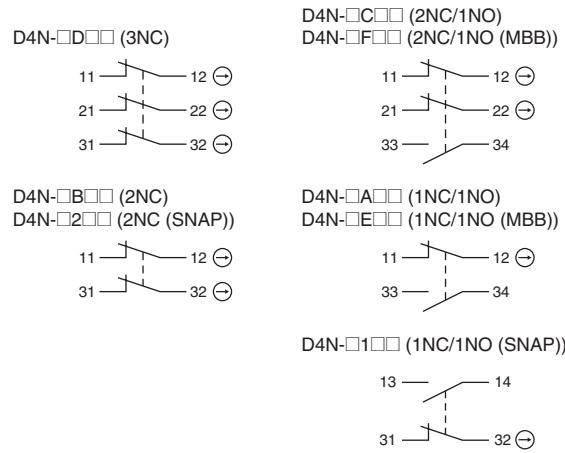 D4N-□D□□ (3NC)
11 12
21 22
31 32
D4N-□C□□ (2NC/1NO)
D4N-□F□□ (2NC/1NO (MBB))
11 12
21 22
33 34
D4N-□B□□ (2NC)
D4N-□2□□ (2NC (SNAP))
11 12
31 32
D4N-□A□□ (1NC/1NO)
D4N-□E□□ (1NC/1NO (MBB))
11 12
33 34
D4N-□1□□ (1NC/1NO (SNAP))
13 14
31 32